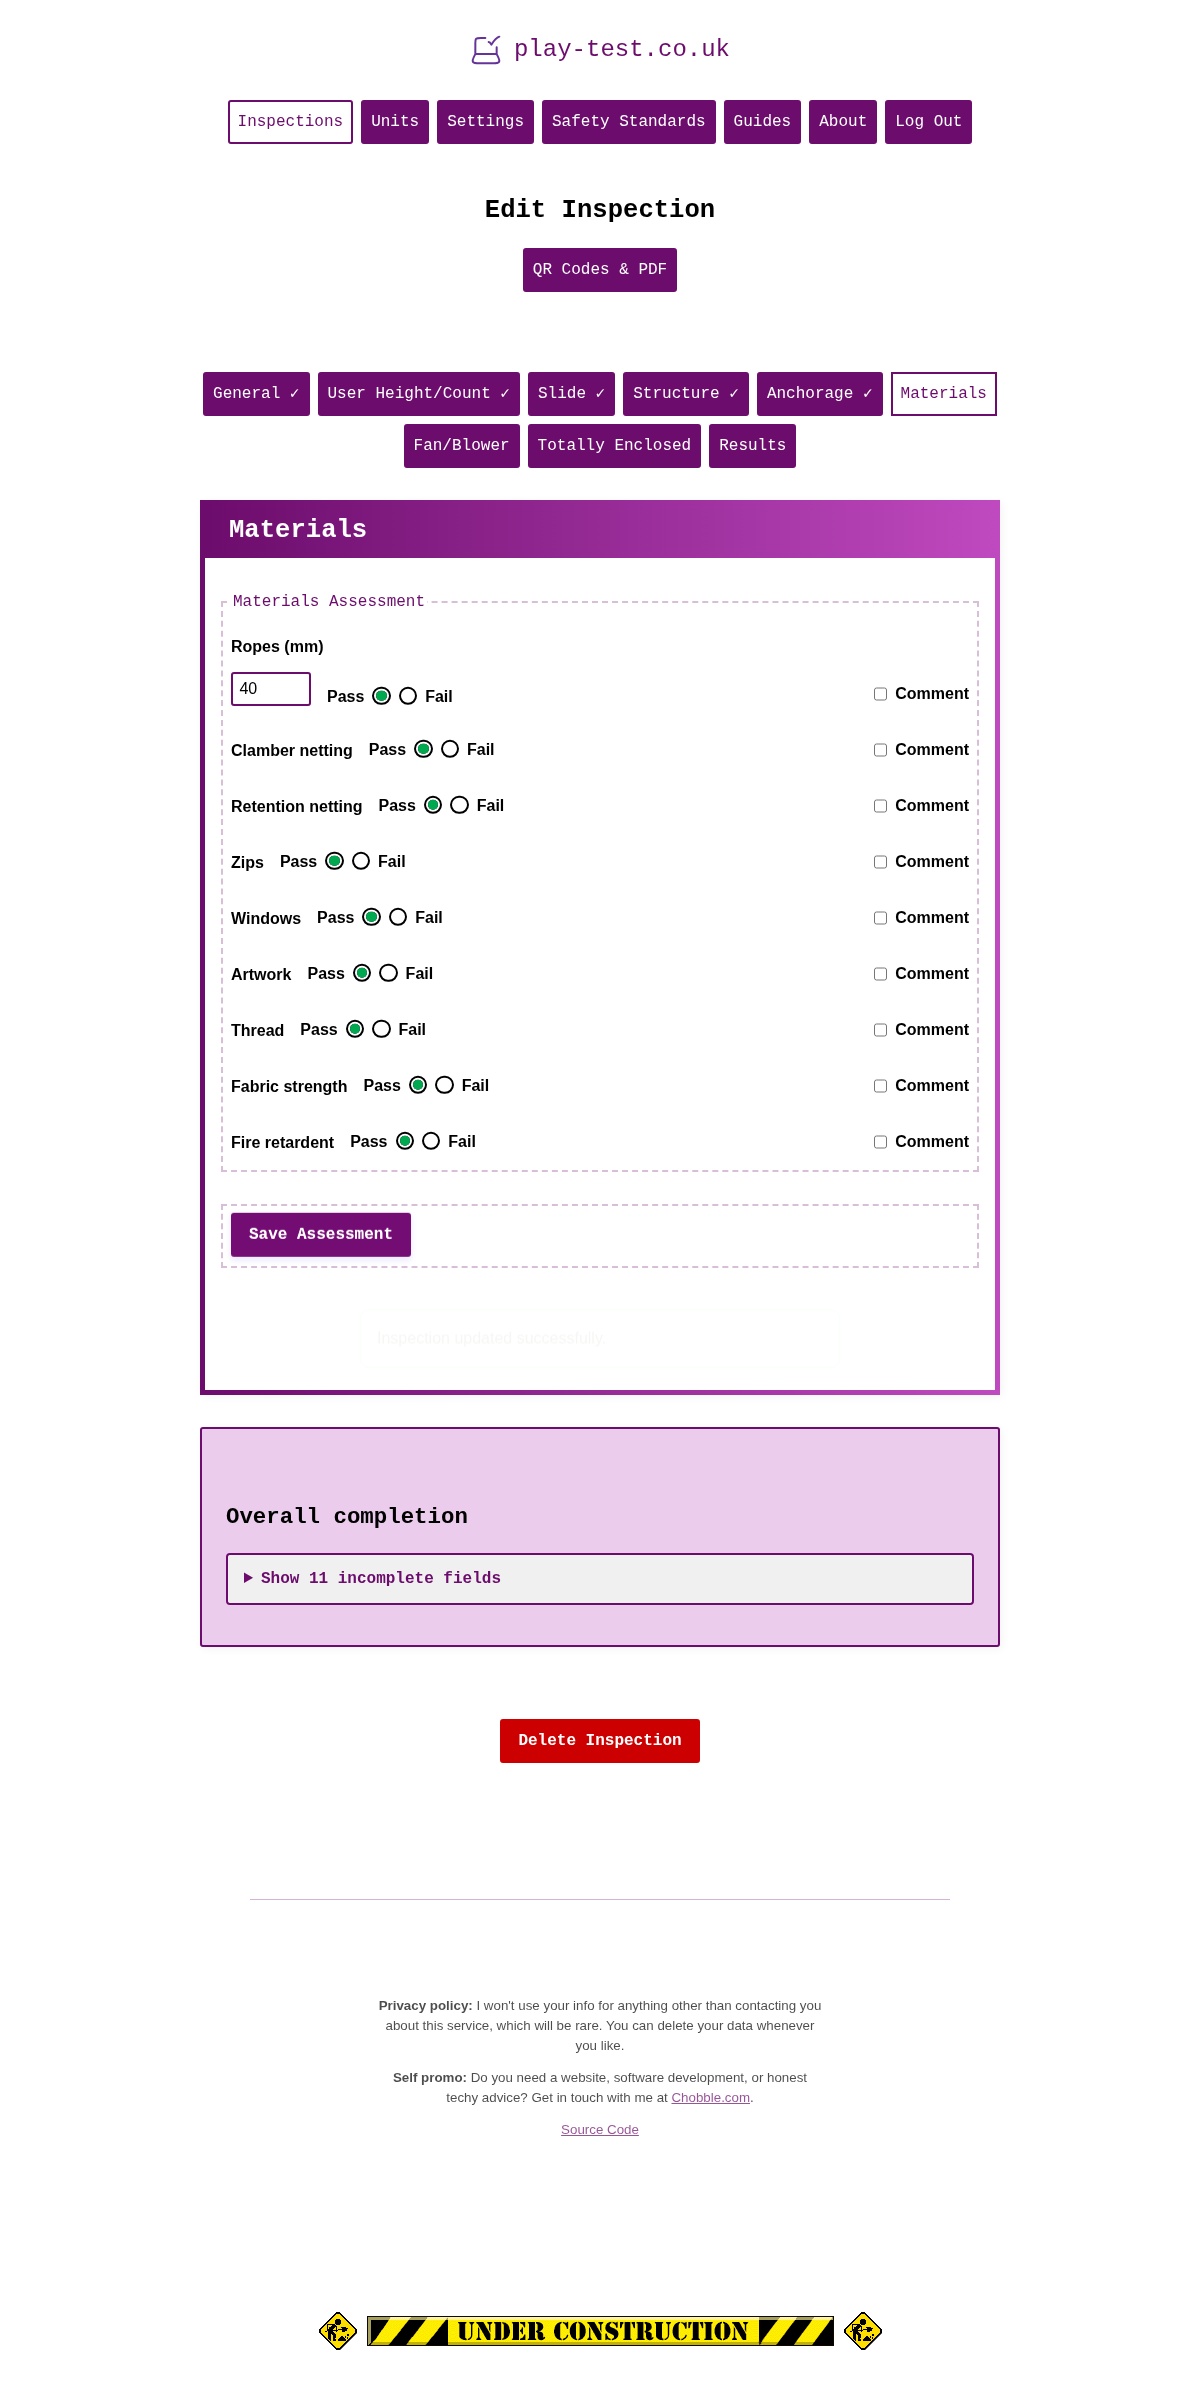 play-test.co.uk
Inspections Units Settings Safety Standards Guides About Log Out
Edit Inspection
QR Codes & PDF
General ✓ User Height/Count ✓ Slide ✓ Structure ✓ Anchorage ✓ Materials
Fan/Blower Totally Enclosed Results
Materials
Materials Assessment
Ropes (mm)
40 Pass Fail Comment
Clamber netting Pass Fail Comment
Retention netting Pass Fail Comment
Zips Pass Fail Comment
Windows Pass Fail Comment
Artwork Pass Fail Comment
Thread Pass Fail Comment
Fabric strength Pass Fail Comment
Fire retardent Pass Fail Comment
Save Assessment
Inspection updated successfully.
Overall completion
▶ Show 11 incomplete fields
Delete Inspection
Privacy policy: I won't use your info for anything other than contacting you
about this service, which will be rare. You can delete your data whenever
you like.
Self promo: Do you need a website, software development, or honest
techy advice? Get in touch with me at Chobble.com.
Source Code
UNDER CONSTRUCTION